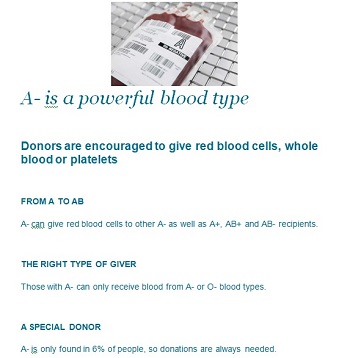 A
A- is a powerful blood type
Donors are encouraged to give red blood cells, whole
blood or platelets
FROM A TO AB
A- can give red blood cells to other A- as well as A+, AB+ and AB- recipients.
THE RIGHT TYPE OF GIVER
Those with A- can only receive blood from A- or O- blood types.
A SPECIAL DONOR
A- is only found in 6% of people, so donations are always needed.